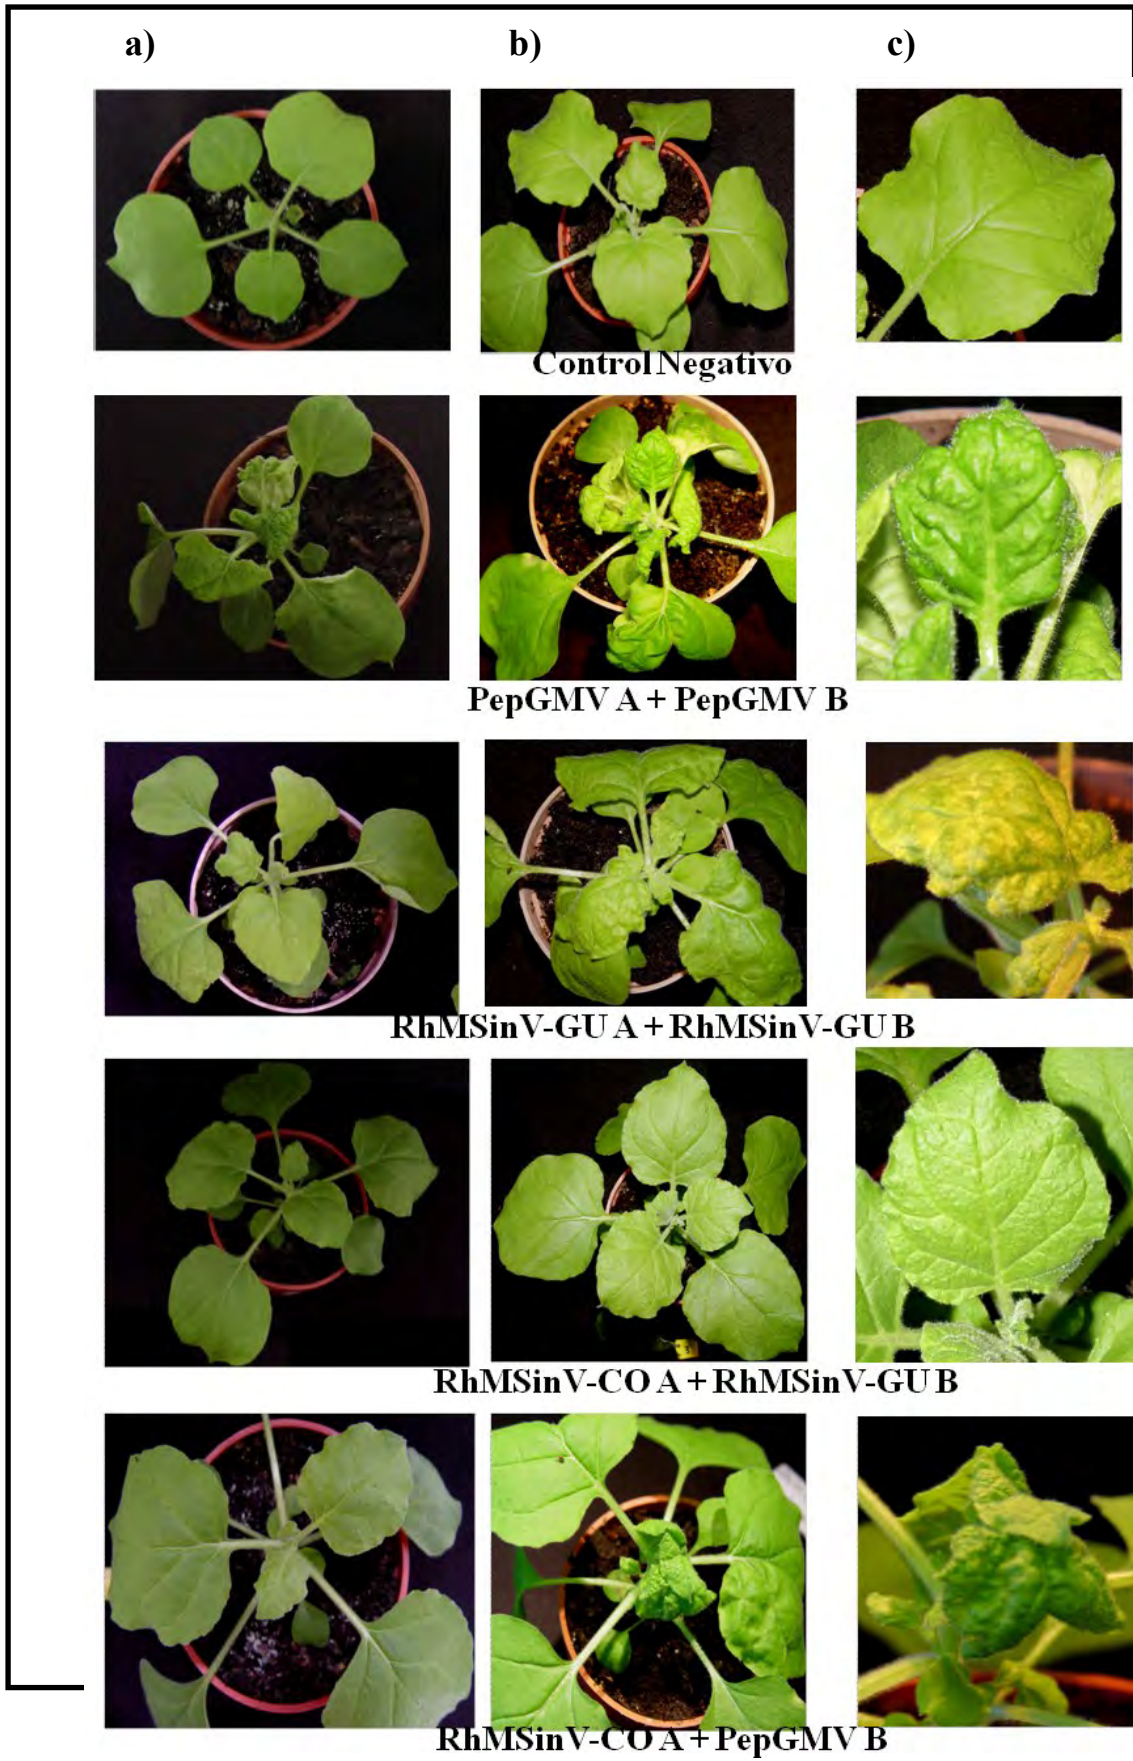 a) b) c)
Control Negativo
PepGMV A + PepGMV B
RhMSinV-GU A + RhMSinV-GU B
RhMSinV-CO A + RhMSinV-GU B
RhMSinV-CO A + PepGMV B